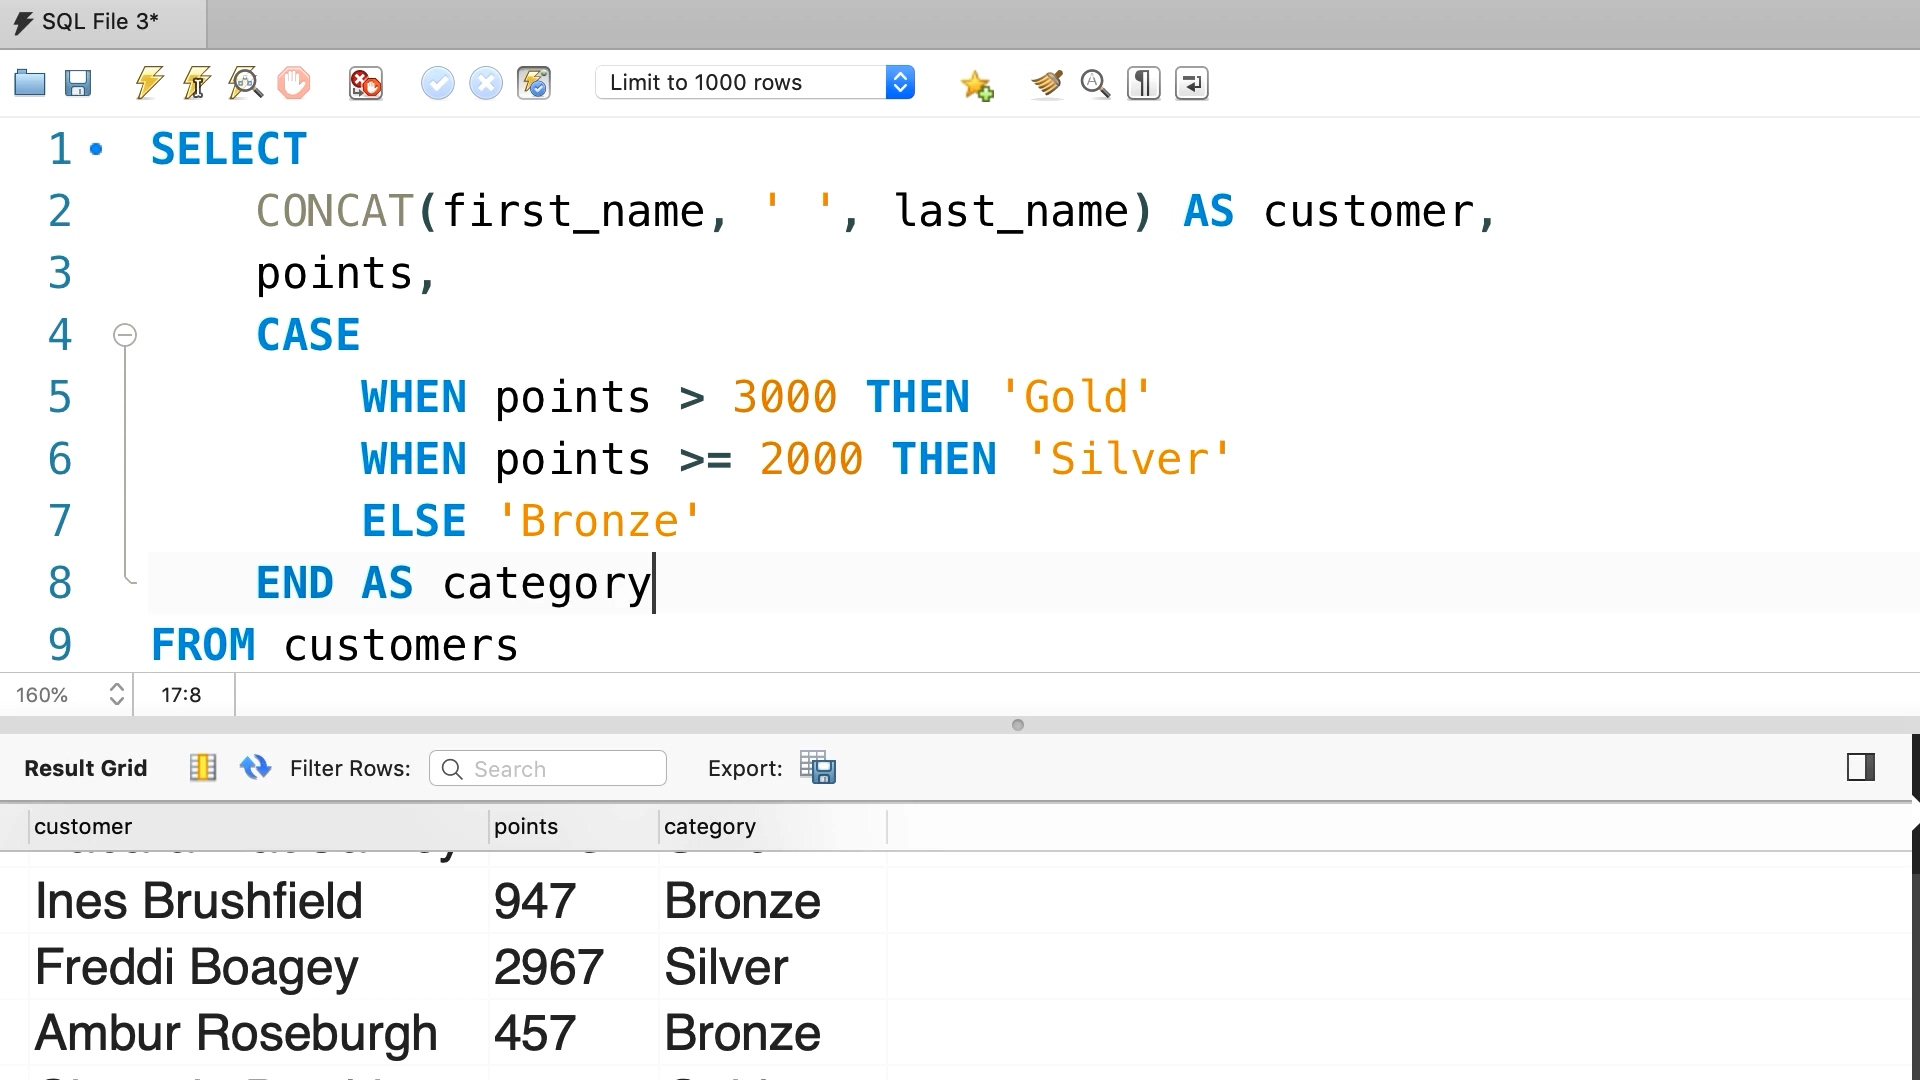 SQL File 3*
Limit to 1000 rows
1 SELECT
2 CONCAT(first_name, ' ', last_name) AS customer,
3 points,
4 CASE
5 WHEN points > 3000 THEN 'Gold'
6 WHEN points >= 2000 THEN 'Silver'
7 ELSE 'Bronze'
8 END AS category
9 FROM customers
160% 17:8
Result Grid Filter Rows: Search Export:
customer points category
Ines Brushfield 947 Bronze
Freddi Boagey 2967 Silver
Ambur Roseburgh 457 Bronze